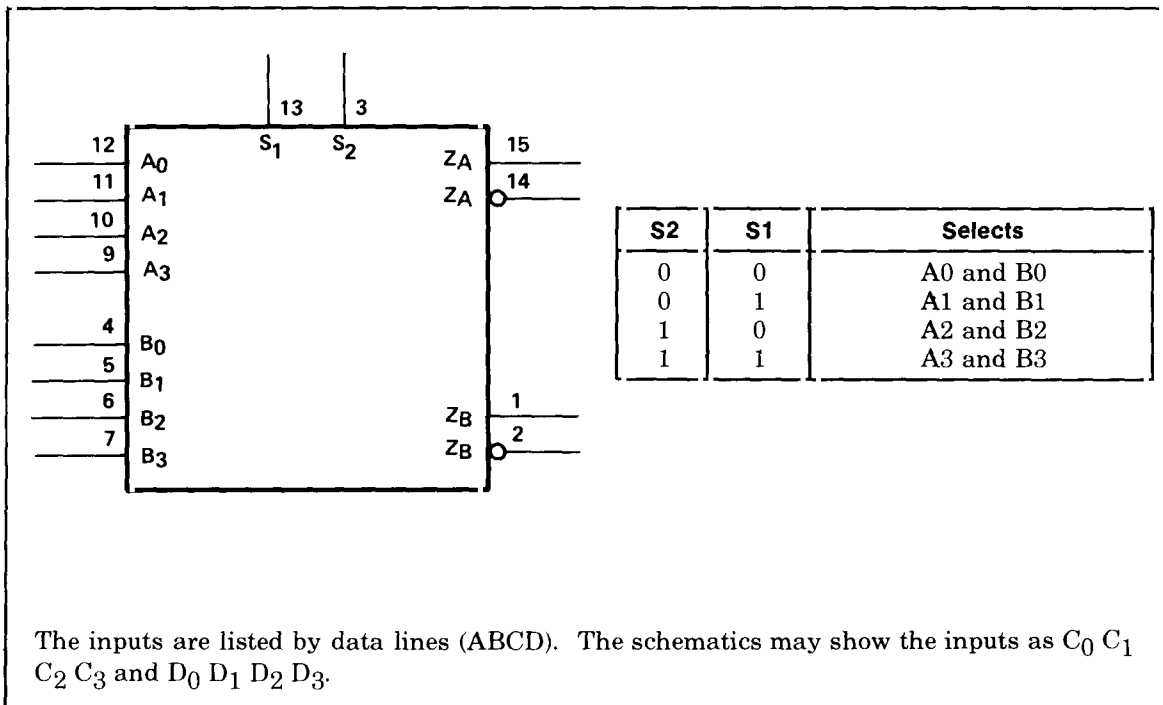 13 3
S1 S2
12 A0 ZA 15
11 A1 ZA 14
10 A2
9 A3
4 B0
5 B1
6 B2 ZB 1
7 B3 ZB 2
S2 S1 Selects
0 0 A0 and B0
0 1 A1 and B1
1 0 A2 and B2
1 1 A3 and B3
The inputs are listed by data lines (ABCD). The schematics may show the inputs as C0 C1
C2 C3 and D0 D1 D2 D3.